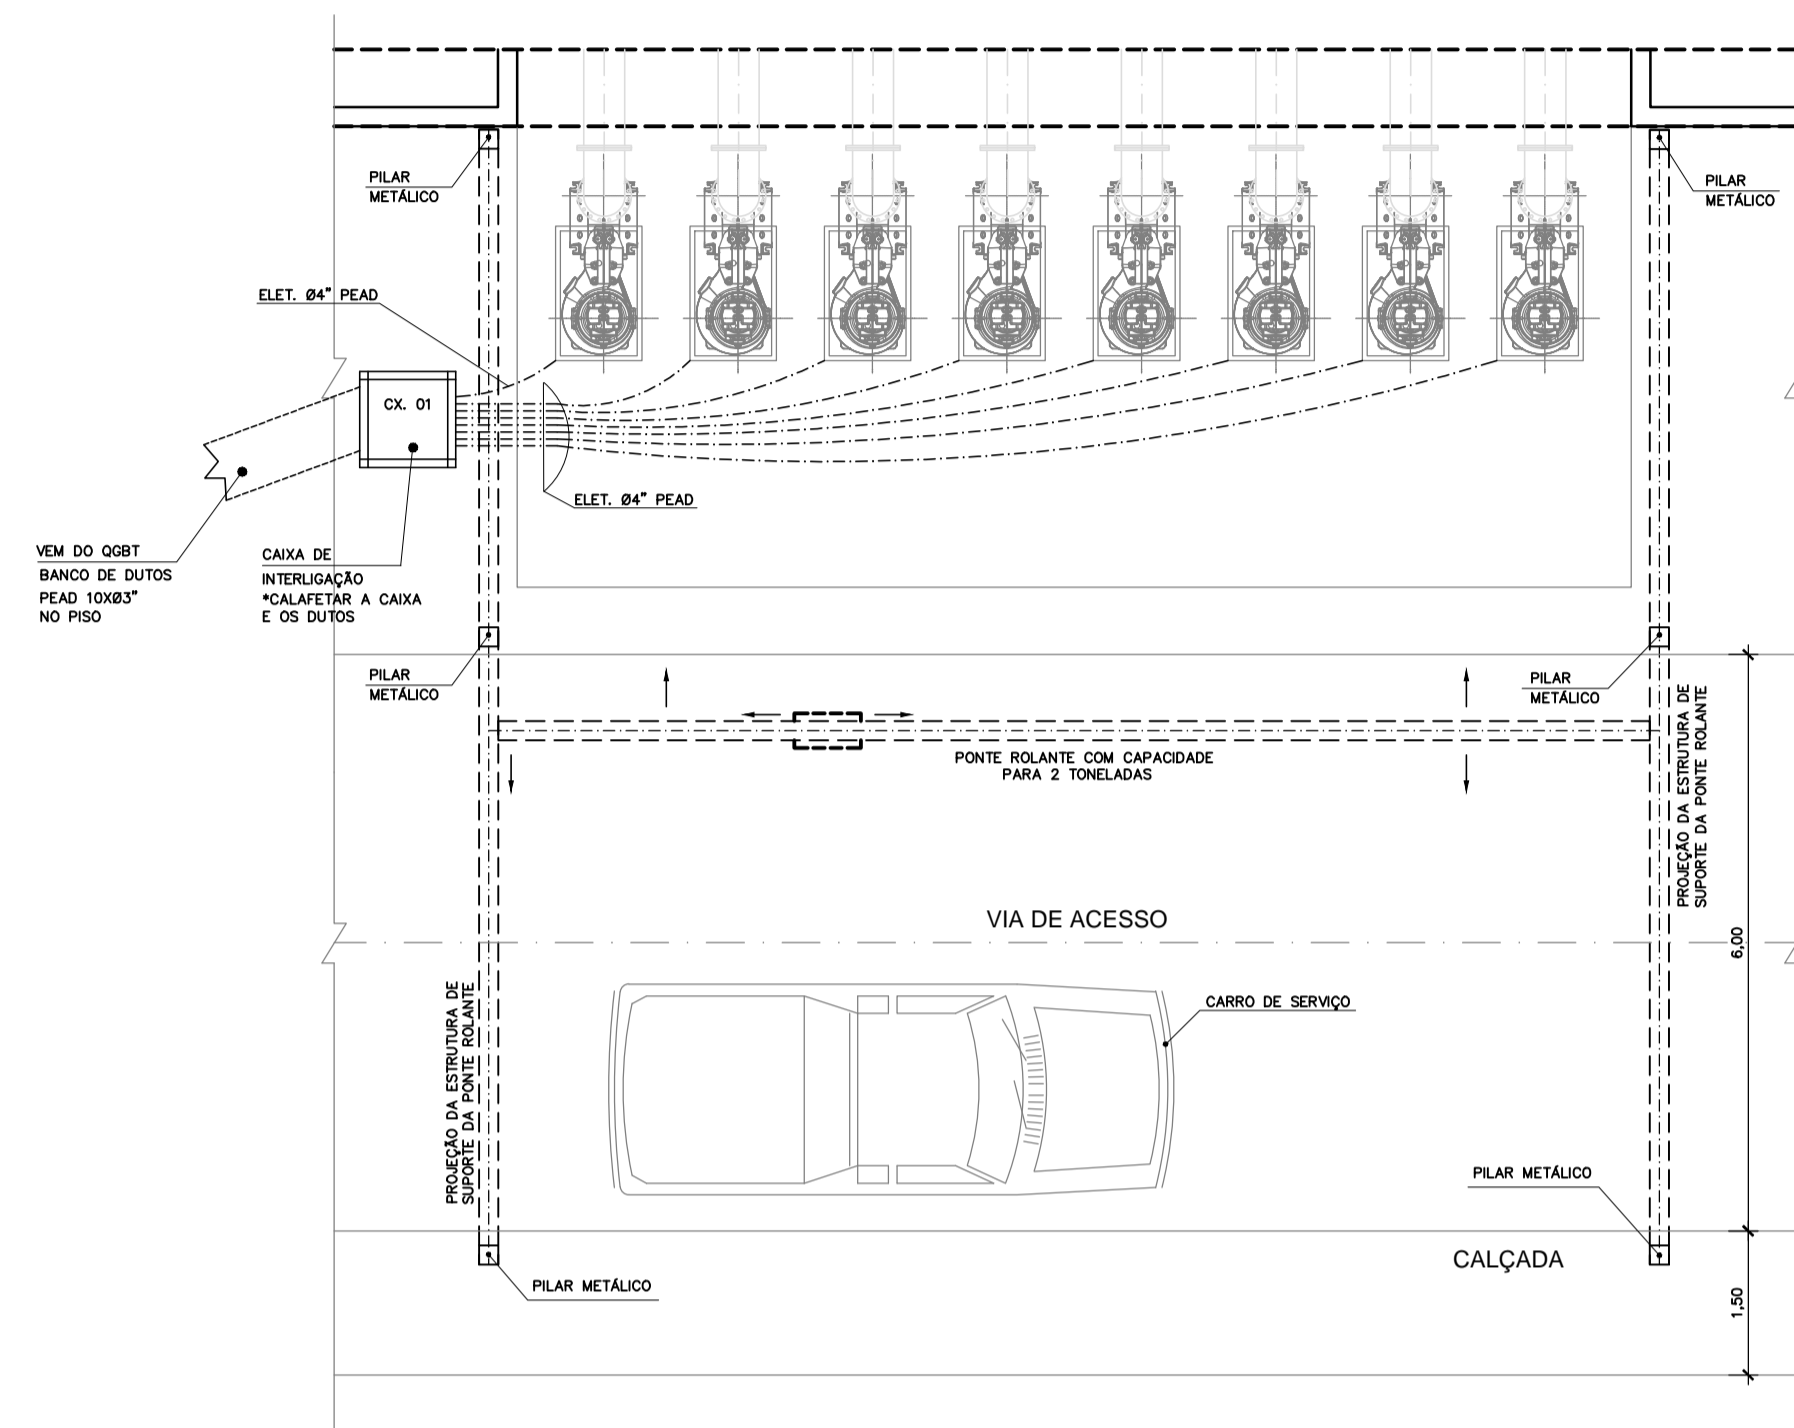 PILAR
METÁLICO
PILAR
METÁLICO
ELET. Ø4" PEAD
CX. 01
ELET. Ø4" PEAD
VEM DO QGBT
BANCO DE DUTOS
PEAD 10XØ3"
NO PISO
CAIXA DE
INTERLIGAÇÃO
*CALAFETAR A CAIXA
E OS DUTOS
PILAR
METÁLICO
PILAR
METÁLICO
PONTE ROLANTE COM CAPACIDADE
PARA 2 TONELADAS
PROJEÇÃO DA ESTRUTURA DE
SUPORTE DA PONTE ROLANTE
VIA DE ACESSO
6,00
PROJEÇÃO DA ESTRUTURA DE
SUPORTE DA PONTE ROLANTE
CARRO DE SERVIÇO
PILAR METÁLICO
CALÇADA
PILAR METÁLICO
1,50